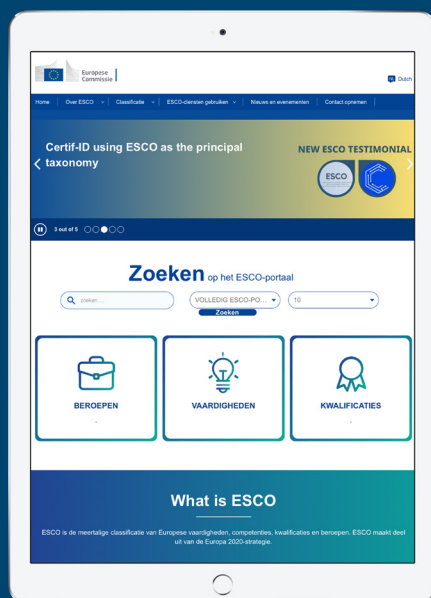 Europese
Commissie
Dutch
Home Over ESCO Classificatie ESCO-diensten gebruiken Nieuws en evenementen Contact opnemen
Certif-ID using ESCO as the principal
taxonomy
NEW ESCO TESTIMONIAL
ESCO
3 out of 5
Zoeken op het ESCO-portaal
zoeken ...
VOLLEDIG ESCO-PO...
10
Zoeken
BEROEPEN
VAARDIGHEDEN
KWALIFICATIES
What is ESCO
ESCO is de meertalige classificatie van Europese vaardigheden, competenties, kwalificaties en beroepen. ESCO maakt deel
uit van de Europa 2020-strategie.